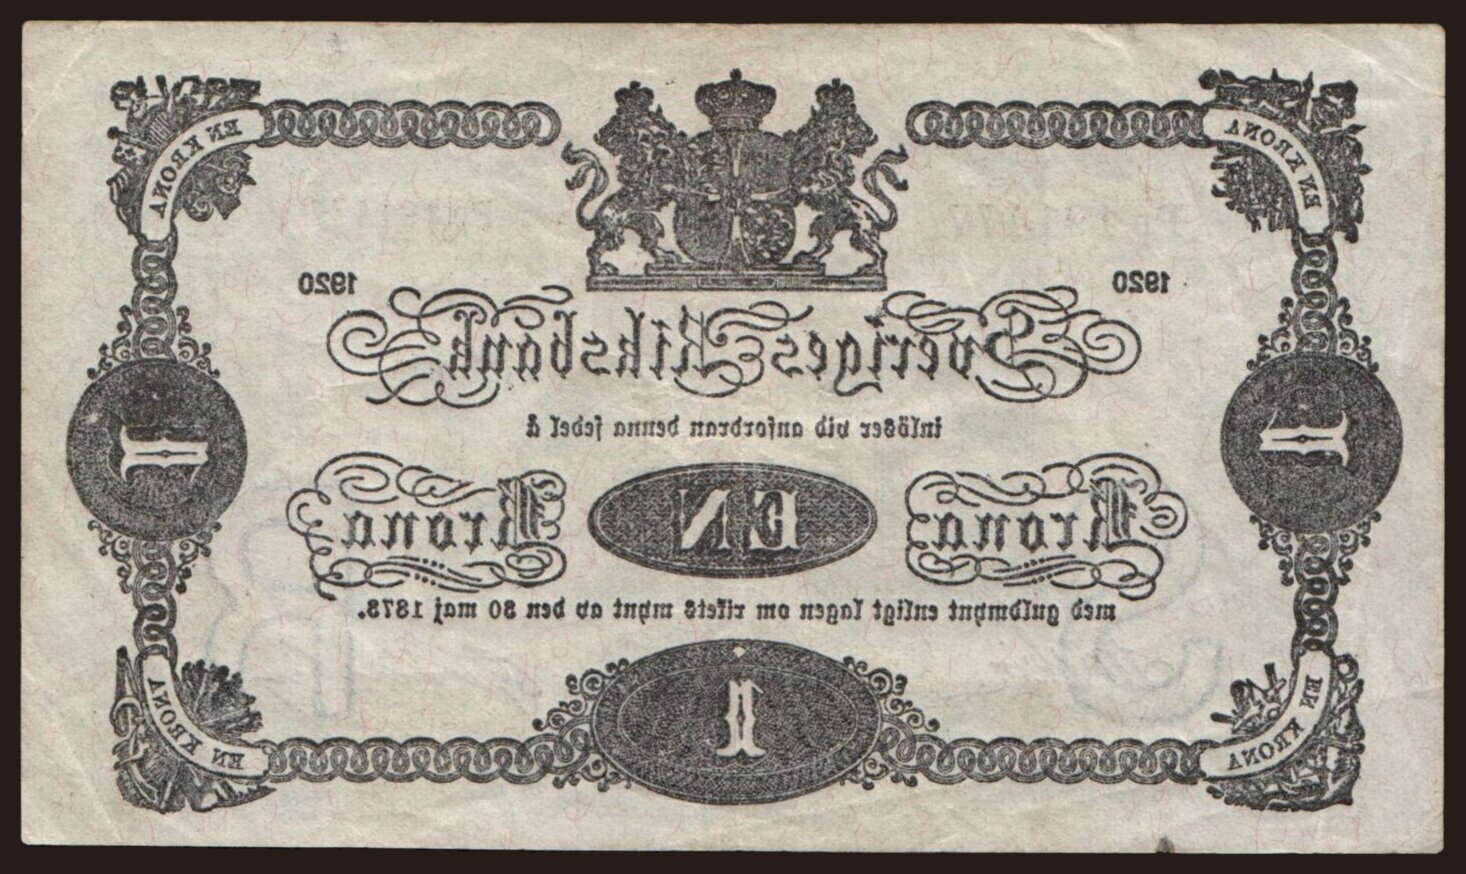 EN KRONA
EN KRONA
1920
1920
Sveriges Riksbank
inlöser vid anfordran denna sedel å
1
1
Krona
EN
Krona
med guldmynt enligt lagen om rikets mynt av den 30 maj 1873.
1
EN KRONA
EN KRONA